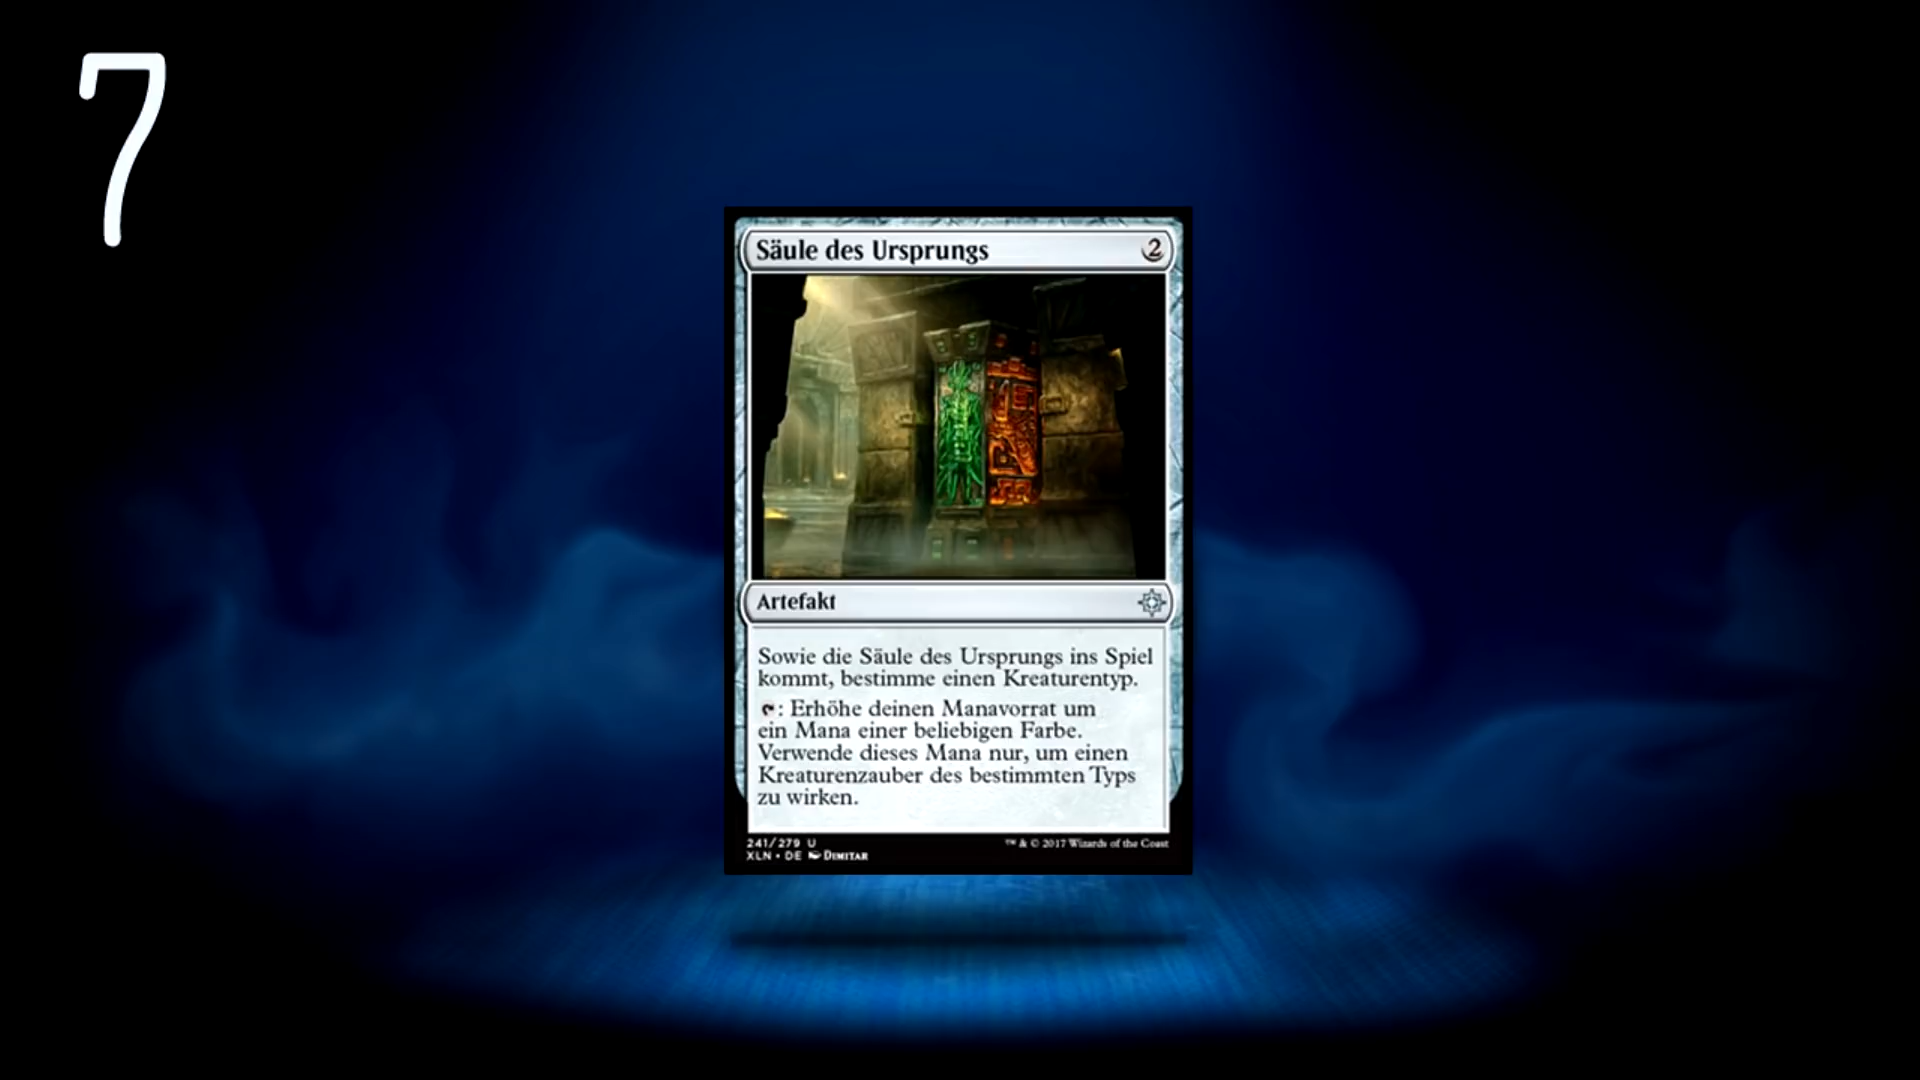 7
Säule des Ursprungs 2
Artefakt
Sowie die Säule des Ursprungs ins Spiel
kommt, bestimme einen Kreaturentyp.
: Erhöhe deinen Manavorrat um
ein Mana einer beliebigen Farbe.
Verwende dieses Mana nur, um einen
Kreaturenzauber des bestimmten Typs
zu wirken.
241/279 U
XLN • DE Dimitar
™ & © 2017 Wizards of the Coast